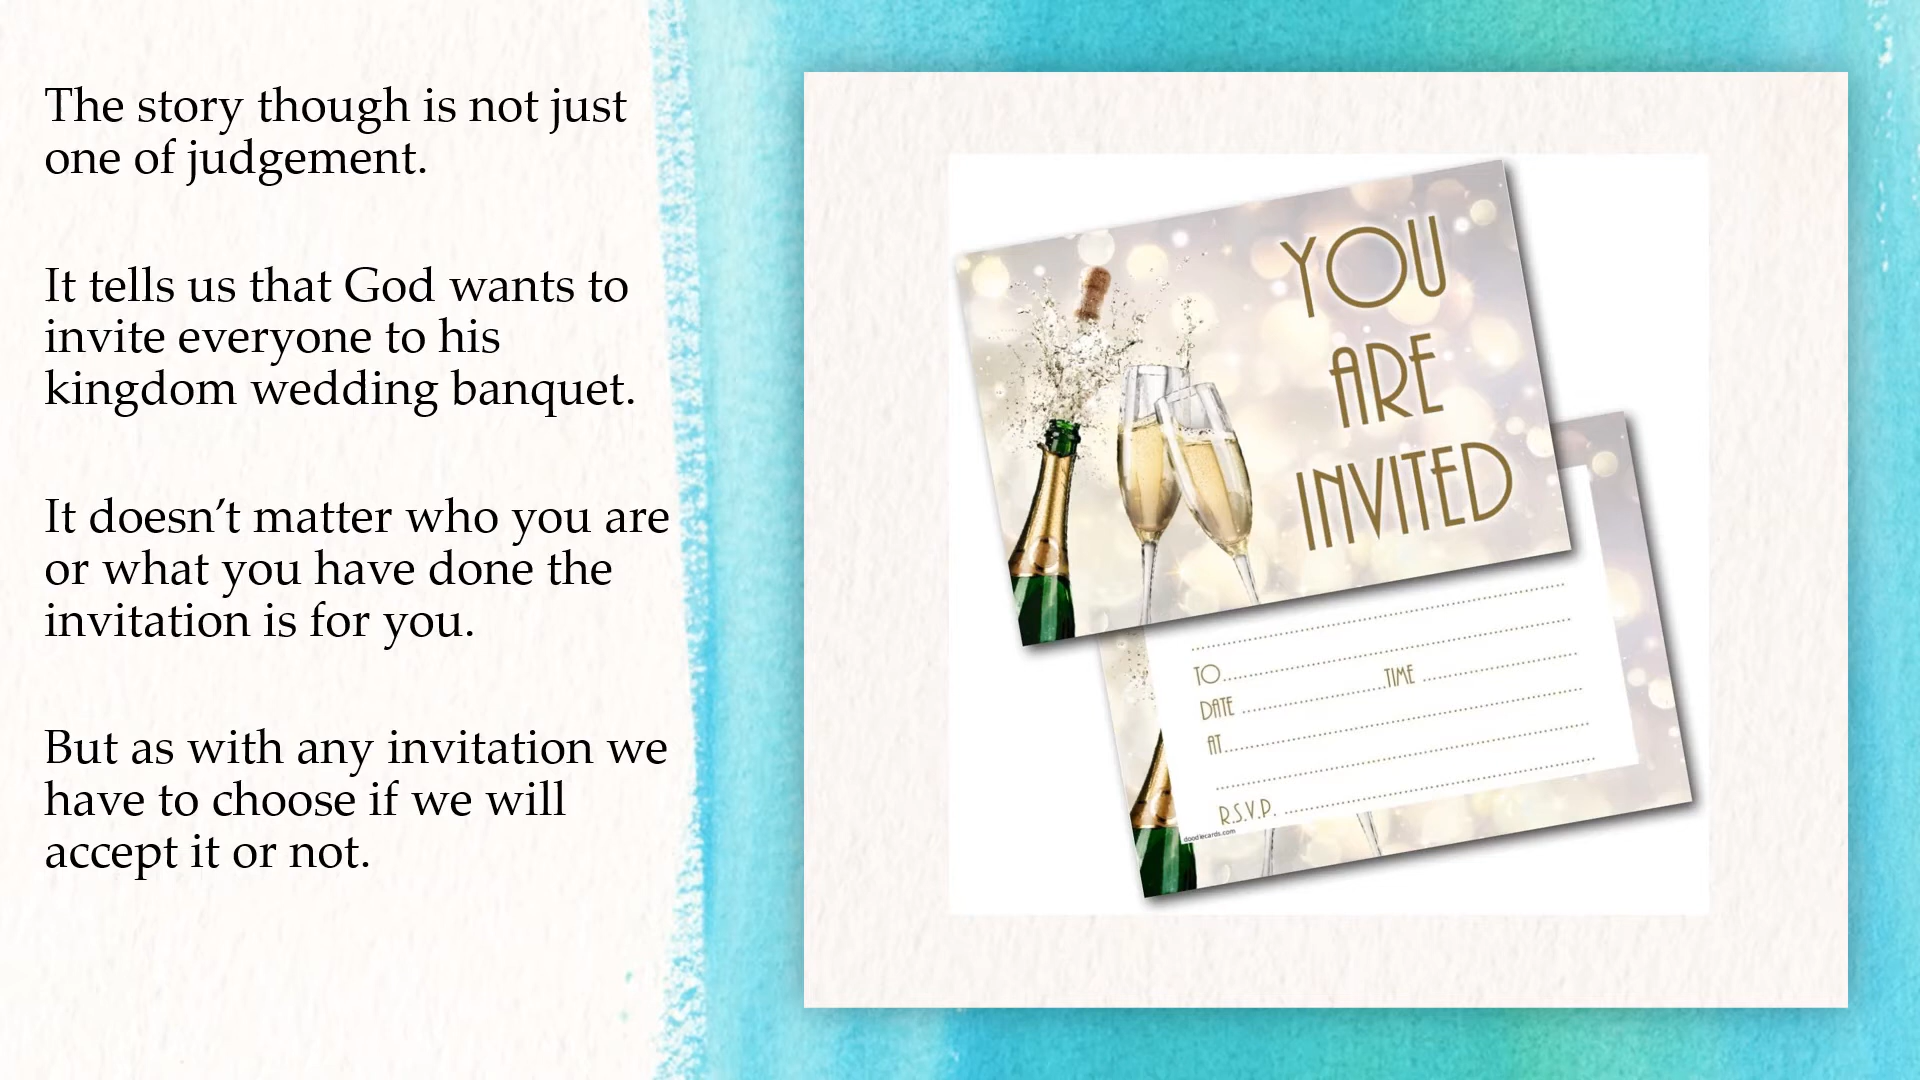 The story though is not just
one of judgement.
It tells us that God wants to
invite everyone to his
kingdom wedding banquet.
It doesn’t matter who you are
or what you have done the
invitation is for you.
But as with any invitation we
have to choose if we will
accept it or not.
YOU
ARE
INVITED
TO
DATE TIME
AT
R.S.V.P.
doodlecards.com